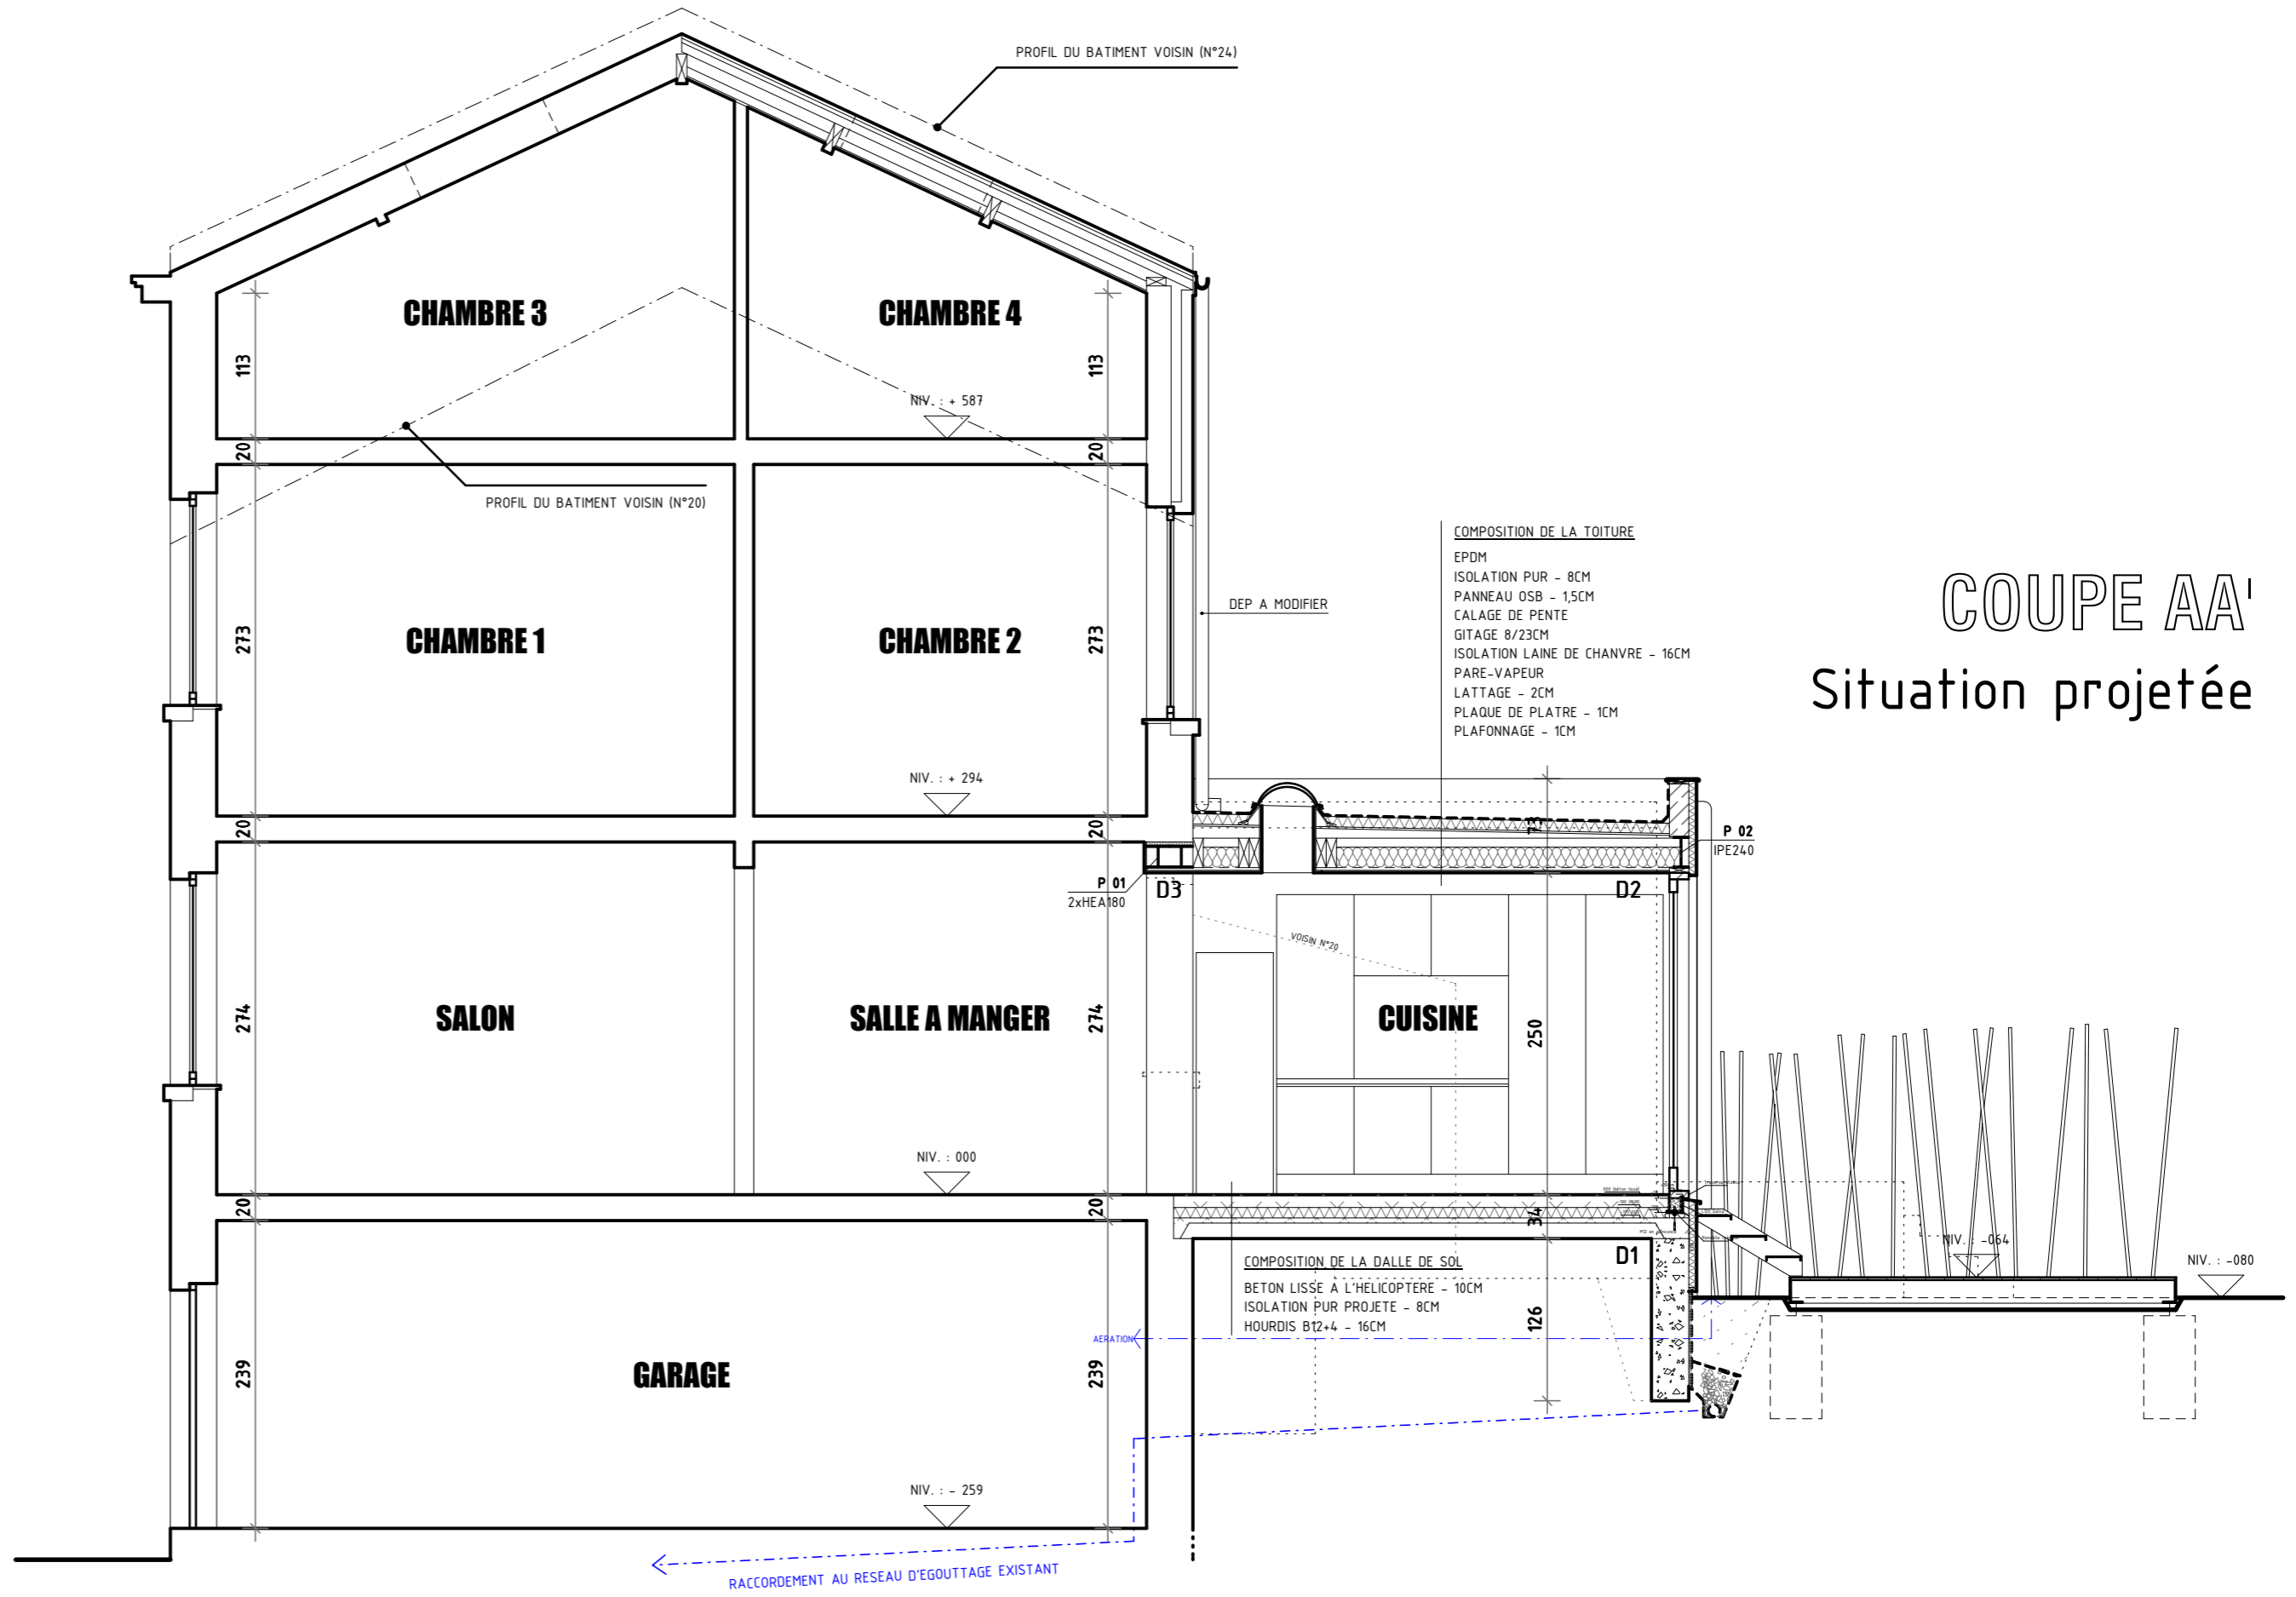 PROFIL DU BATIMENT VOISIN (N°24)
CHAMBRE 3
CHAMBRE 4
113
113
NIV. : + 587
20
20
PROFIL DU BATIMENT VOISIN (N°20)
COMPOSITION DE LA TOITURE
EPDM
ISOLATION PUR - 8CM
PANNEAU OSB - 1,5CM
CALAGE DE PENTE
GITAGE 8/23CM
ISOLATION LAINE DE CHANVRE - 16CM
PARE-VAPEUR
LATTAGE - 2CM
PLAQUE DE PLATRE - 1CM
PLAFONNAGE - 1CM
COUPE AA'
Situation projetée
DEP A MODIFIER
CHAMBRE 1
CHAMBRE 2
273
273
NIV. : + 294
20
20
73
P 02
IPE240
P 01
2xHEA180
D3
D2
VOISIN N°20
SALON
SALLE A MANGER
CUISINE
274
274
250
NIV. : 000
20
20
34
D1
NIV. : -064
NIV. : -080
COMPOSITION DE LA DALLE DE SOL
BETON LISSE A L'HELICOPTERE - 10CM
ISOLATION PUR PROJETE - 8CM
HOURDIS B12+4 - 16CM
AERATION
126
GARAGE
239
239
NIV. : - 259
RACCORDEMENT AU RESEAU D'EGOUTTAGE EXISTANT